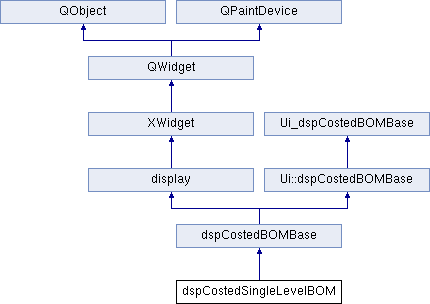 QObject
QPaintDevice
QWidget
XWidget
Ui_dspCostedBOMBase
display
Ui::dspCostedBOMBase
dspCostedBOMBase
dspCostedSingleLevelBOM